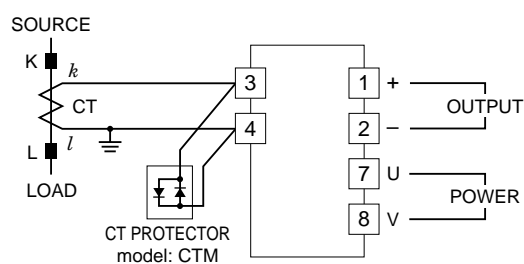 SOURCE
K
k
CT
L
l
LOAD
3
4
CT PROTECTOR
model: CTM
1 +
2 –
OUTPUT
7 U
8 V
POWER